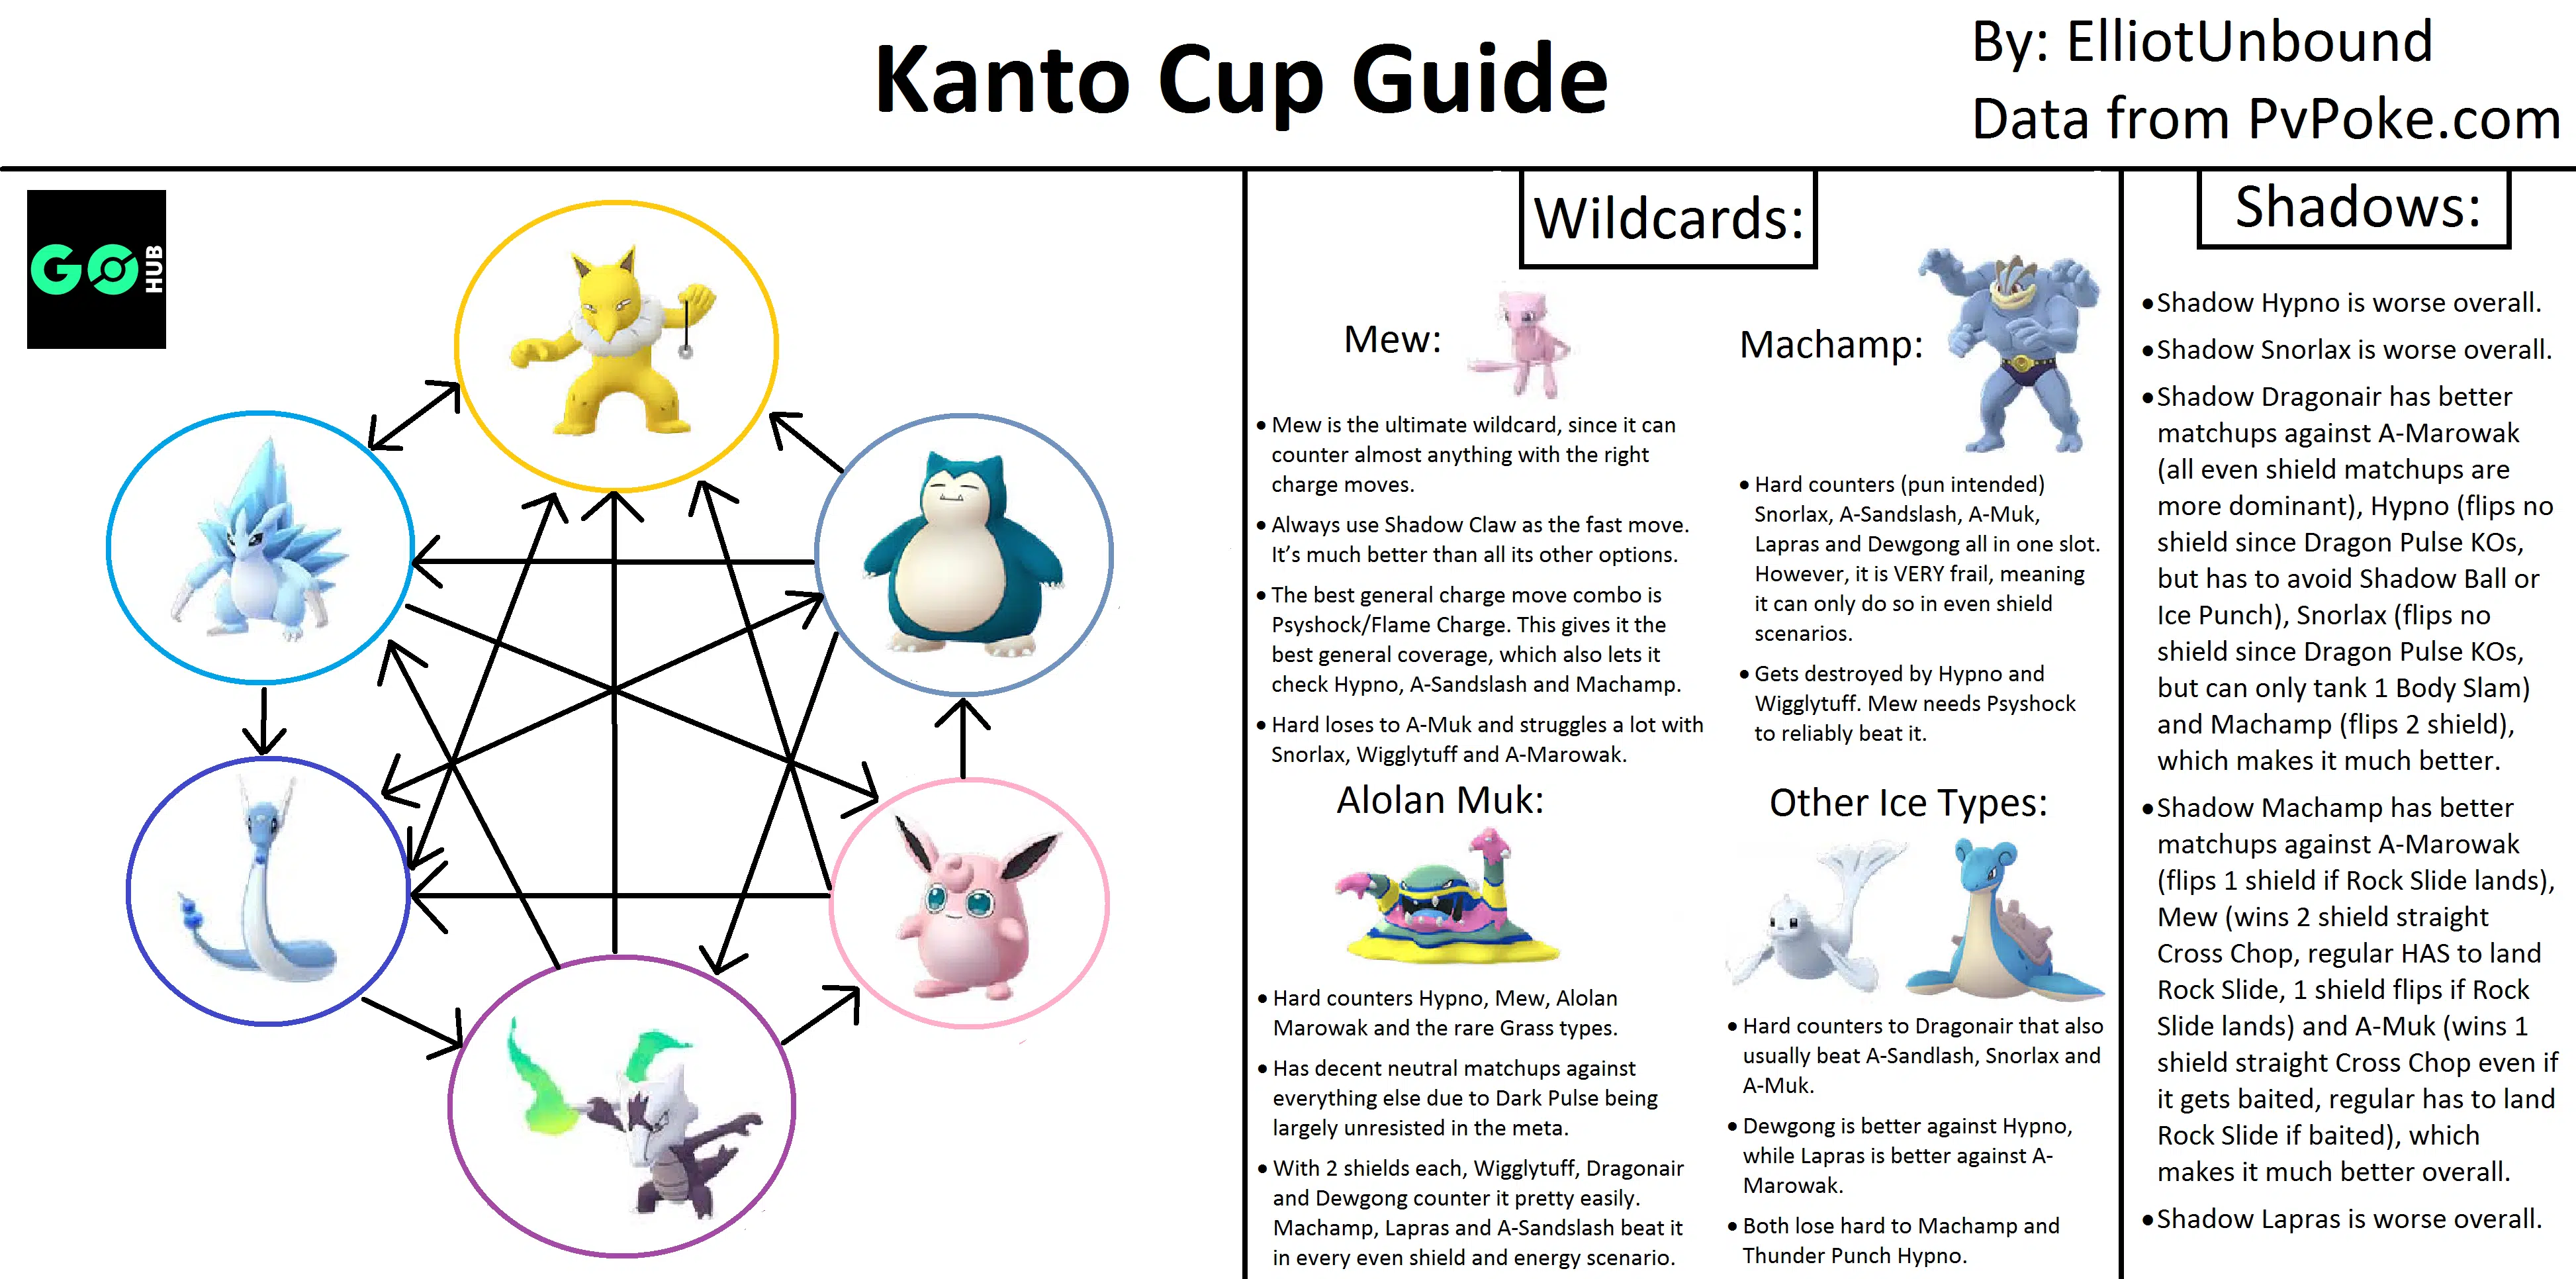 Kanto Cup Guide
By: ElliotUnbound
Data from PvPoke.com
GO HUB
Wildcards:
Mew:
• Mew is the ultimate wildcard, since it can
counter almost anything with the right
charge moves.
• Always use Shadow Claw as the fast move.
It's much better than all its other options.
• The best general charge move combo is
Psyshock/Flame Charge. This gives it the
best general coverage, which also lets it
check Hypno, A-Sandslash and Machamp.
• Hard loses to A-Muk and struggles a lot with
Snorlax, Wigglytuff and A-Marowak.
Machamp:
• Hard counters (pun intended)
Snorlax, A-Sandslash, A-Muk,
Lapras and Dewgong all in one slot.
However, it is VERY frail, meaning
it can only do so in even shield
scenarios.
• Gets destroyed by Hypno and
Wigglytuff. Mew needs Psyshock
to reliably beat it.
Alolan Muk:
• Hard counters Hypno, Mew, Alolan
Marowak and the rare Grass types.
• Has decent neutral matchups against
everything else due to Dark Pulse being
largely unresisted in the meta.
• With 2 shields each, Wigglytuff, Dragonair
and Dewgong counter it pretty easily.
Machamp, Lapras and A-Sandslash beat it
in every even shield and energy scenario.
Other Ice Types:
• Hard counters to Dragonair that also
usually beat A-Sandlash, Snorlax and
A-Muk.
• Dewgong is better against Hypno,
while Lapras is better against A-
Marowak.
• Both lose hard to Machamp and
Thunder Punch Hypno.
Shadows:
• Shadow Hypno is worse overall.
• Shadow Snorlax is worse overall.
• Shadow Dragonair has better
matchups against A-Marowak
(all even shield matchups are
more dominant), Hypno (flips no
shield since Dragon Pulse KOs,
but has to avoid Shadow Ball or
Ice Punch), Snorlax (flips no
shield since Dragon Pulse KOs,
but can only tank 1 Body Slam)
and Machamp (flips 2 shield),
which makes it much better.
• Shadow Machamp has better
matchups against A-Marowak
(flips 1 shield if Rock Slide lands),
Mew (wins 2 shield straight
Cross Chop, regular HAS to land
Rock Slide, 1 shield flips if Rock
Slide lands) and A-Muk (wins 1
shield straight Cross Chop even if
it gets baited, regular has to land
Rock Slide if baited), which
makes it much better overall.
• Shadow Lapras is worse overall.